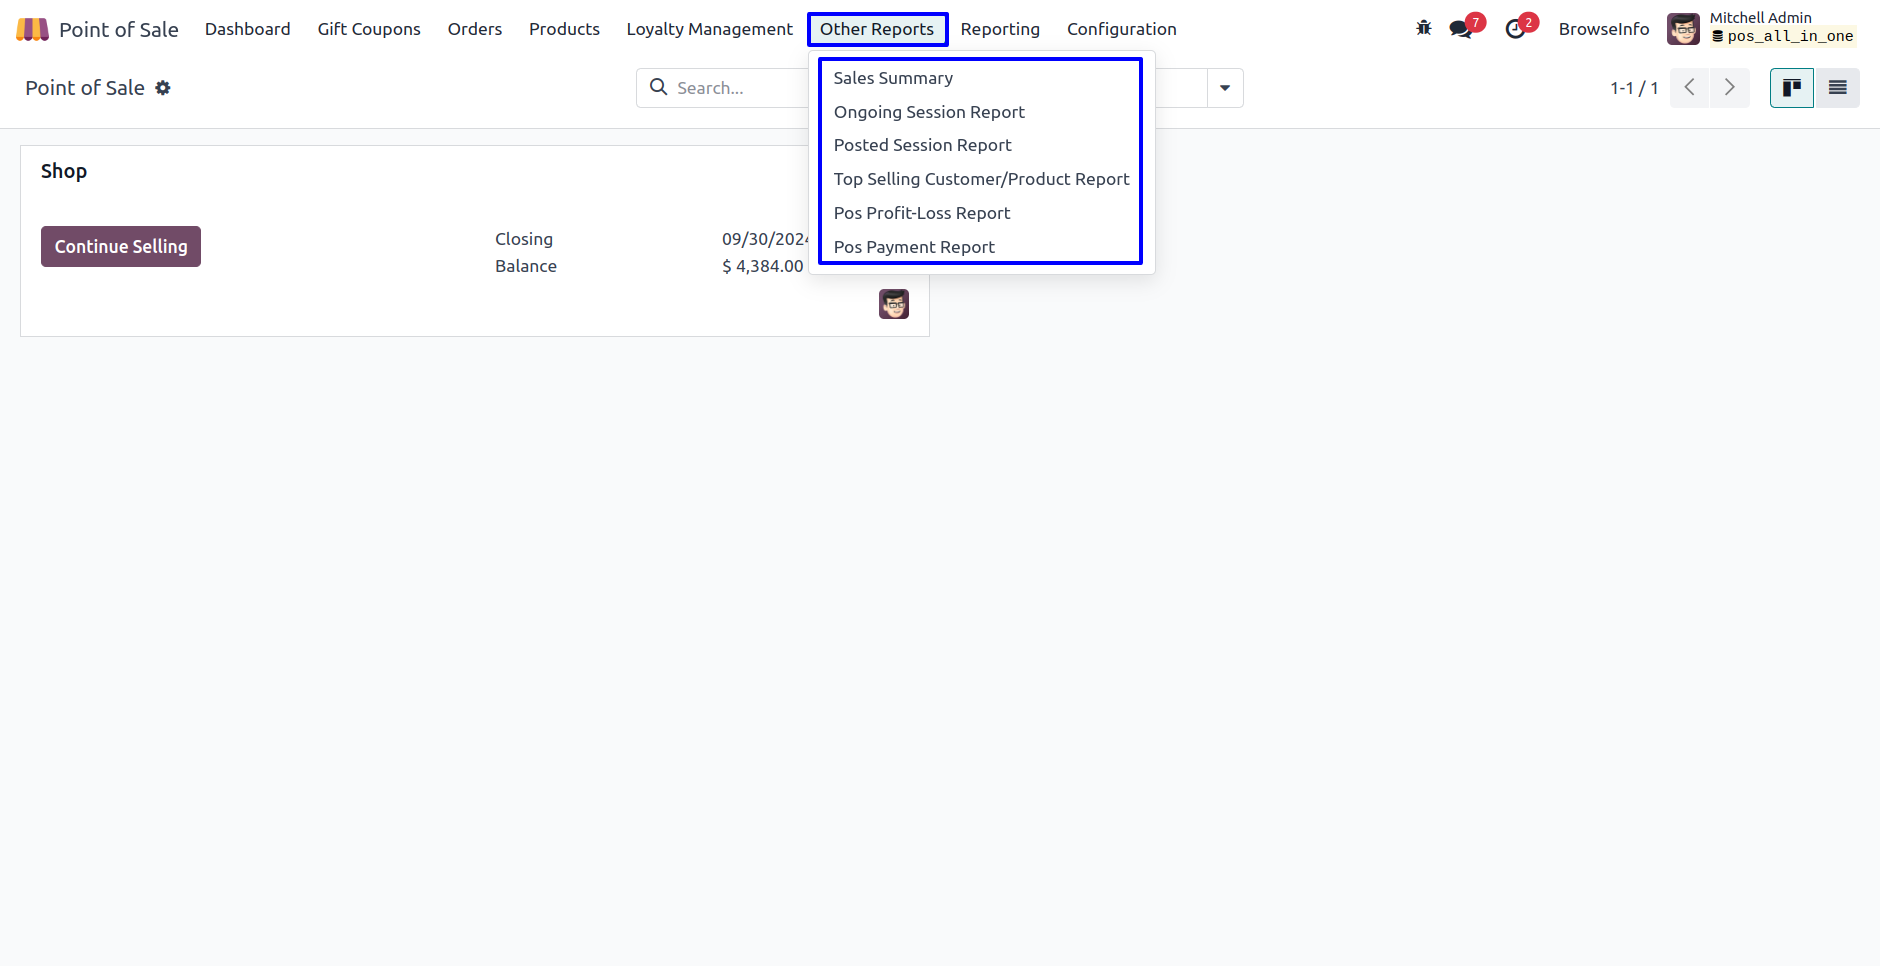 Point of Sale Dashboard Gift Coupons Orders Products Loyalty Management Other Reports Reporting Configuration 7 2 BrowseInfo Mitchell Admin
pos_all_in_one
Point of Sale Search... 1-1 / 1
Sales Summary
Ongoing Session Report
Posted Session Report
Top Selling Customer/Product Report
Pos Profit-Loss Report
Pos Payment Report
Shop
Continue Selling
Closing 09/30/2024
Balance $ 4,384.00